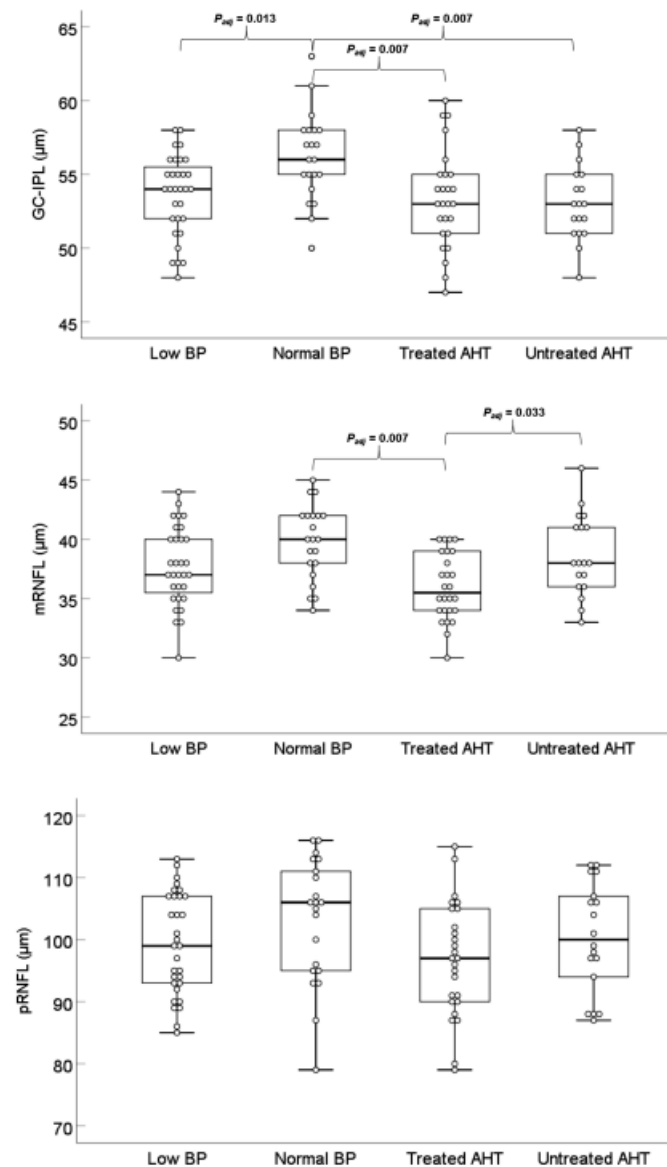 P_adj = 0.013
P_adj = 0.007
P_adj = 0.007
65
60
55
50
45
GC-IPL (µm)
Low BP
Normal BP
Treated AHT
Untreated AHT
P_adj = 0.033
P_adj = 0.007
50
45
40
35
30
25
mRNFL (µm)
Low BP
Normal BP
Treated AHT
Untreated AHT
120
110
100
90
80
70
pRNFL (µm)
Low BP
Normal BP
Treated AHT
Untreated AHT